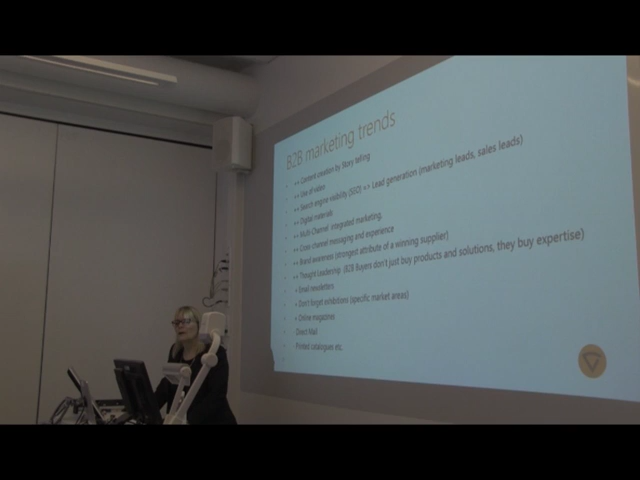 B2B marketing trends
++ Content creation by Story telling
++ Use of video
++ Search engine visibility (SEO) => Lead generation (marketing leads, sales leads)
++ Digital materials
++ Multi-Channel integrated marketing,
++ Cross-channel messaging and experience
++ Brand awareness (strongest attribute of a winning supplier)
++ Thought Leadership (B2B Buyers don't just buy products and solutions, they buy expertise)
+ Email newsletters
+ Don't forget exhibitions (specific market areas)
+ Online magazines
Direct Mail
Printed catalogues etc.